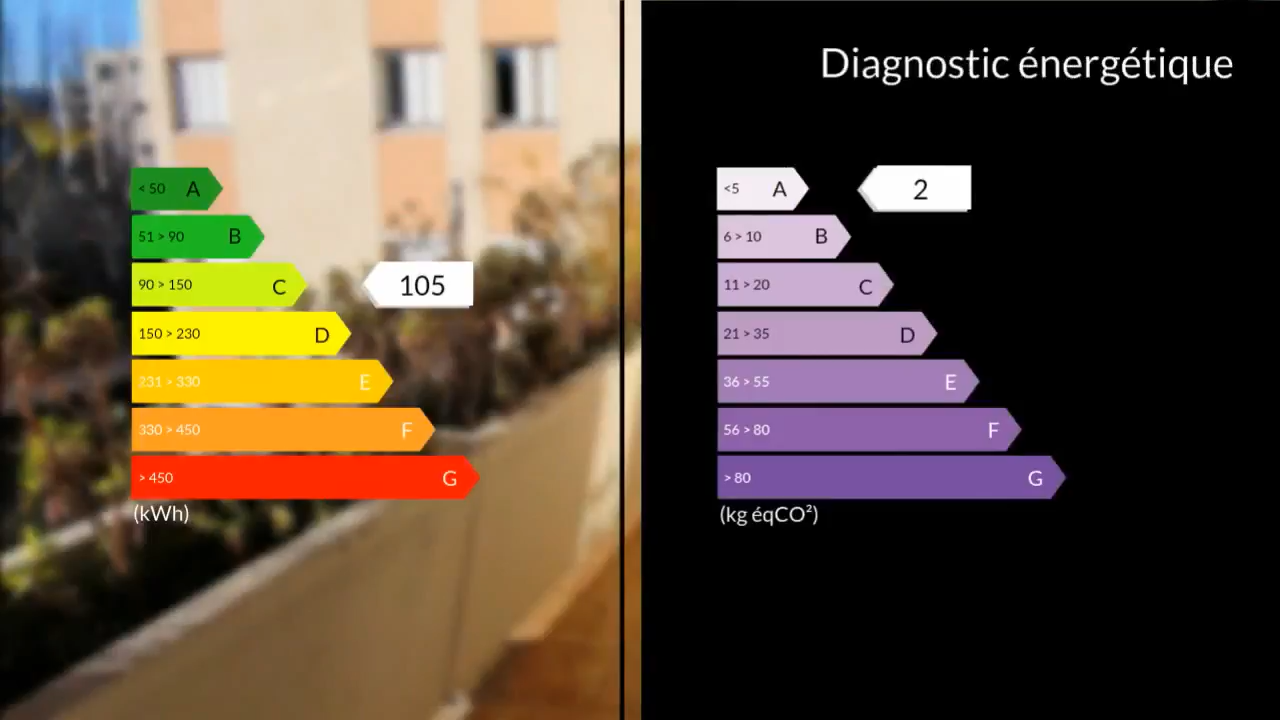 Diagnostic énergétique
< 50 A
51 > 90 B
90 > 150 C
105
150 > 230 D
231 > 330 E
330 > 450 F
> 450 G
(kWh)
<5 A
2
6 > 10 B
11 > 20 C
21 > 35 D
36 > 55 E
56 > 80 F
> 80 G
(kg éqCO²)